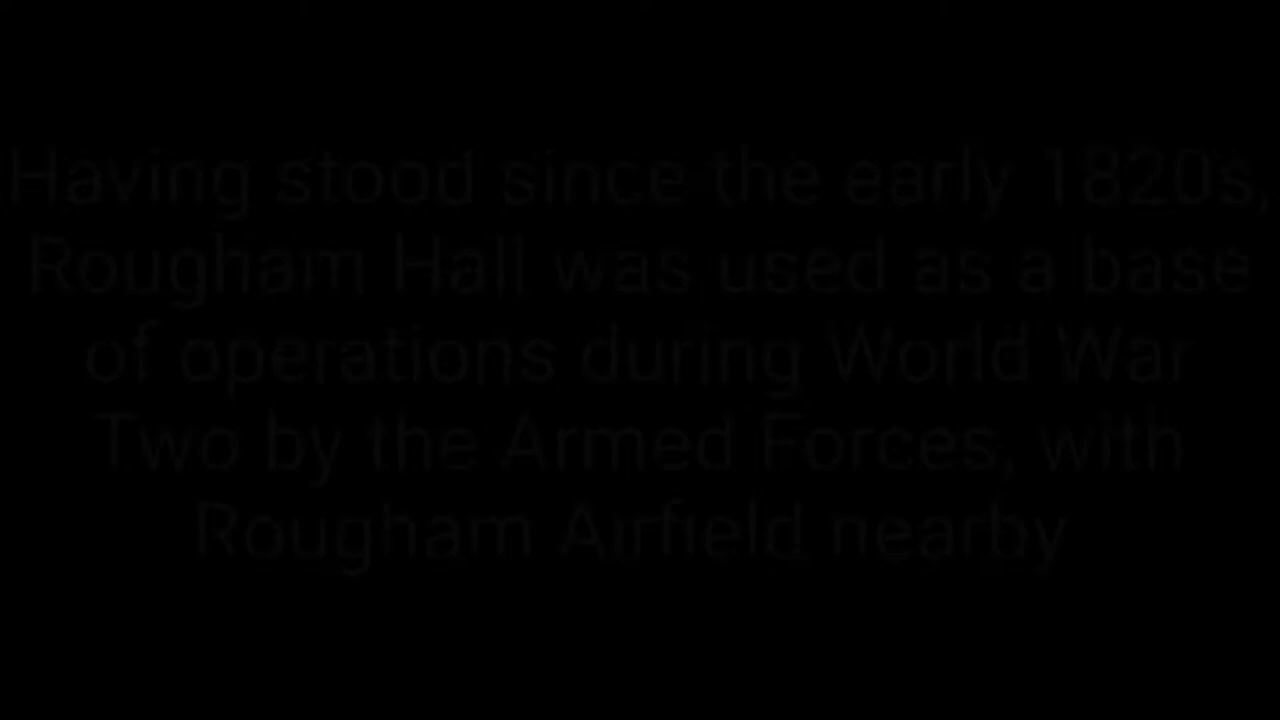 Having stood since the early 1820s,
Rougham Hall was used as a base
of operations during World War
Two by the Armed Forces, with
Rougham Airfield nearby